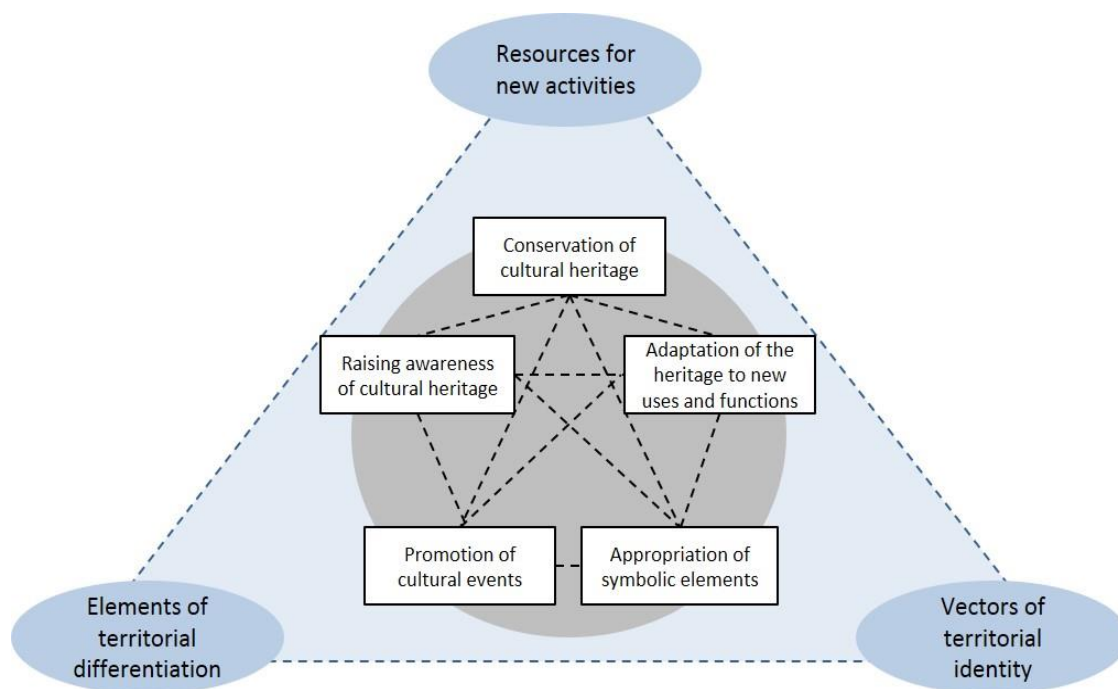 Resources for
new activities
Conservation of
cultural heritage
Raising awareness
of cultural heritage
Adaptation of the
heritage to new
uses and functions
Promotion of
cultural events
Appropriation of
symbolic elements
Elements of
territorial
differentiation
Vectors of
territorial
identity